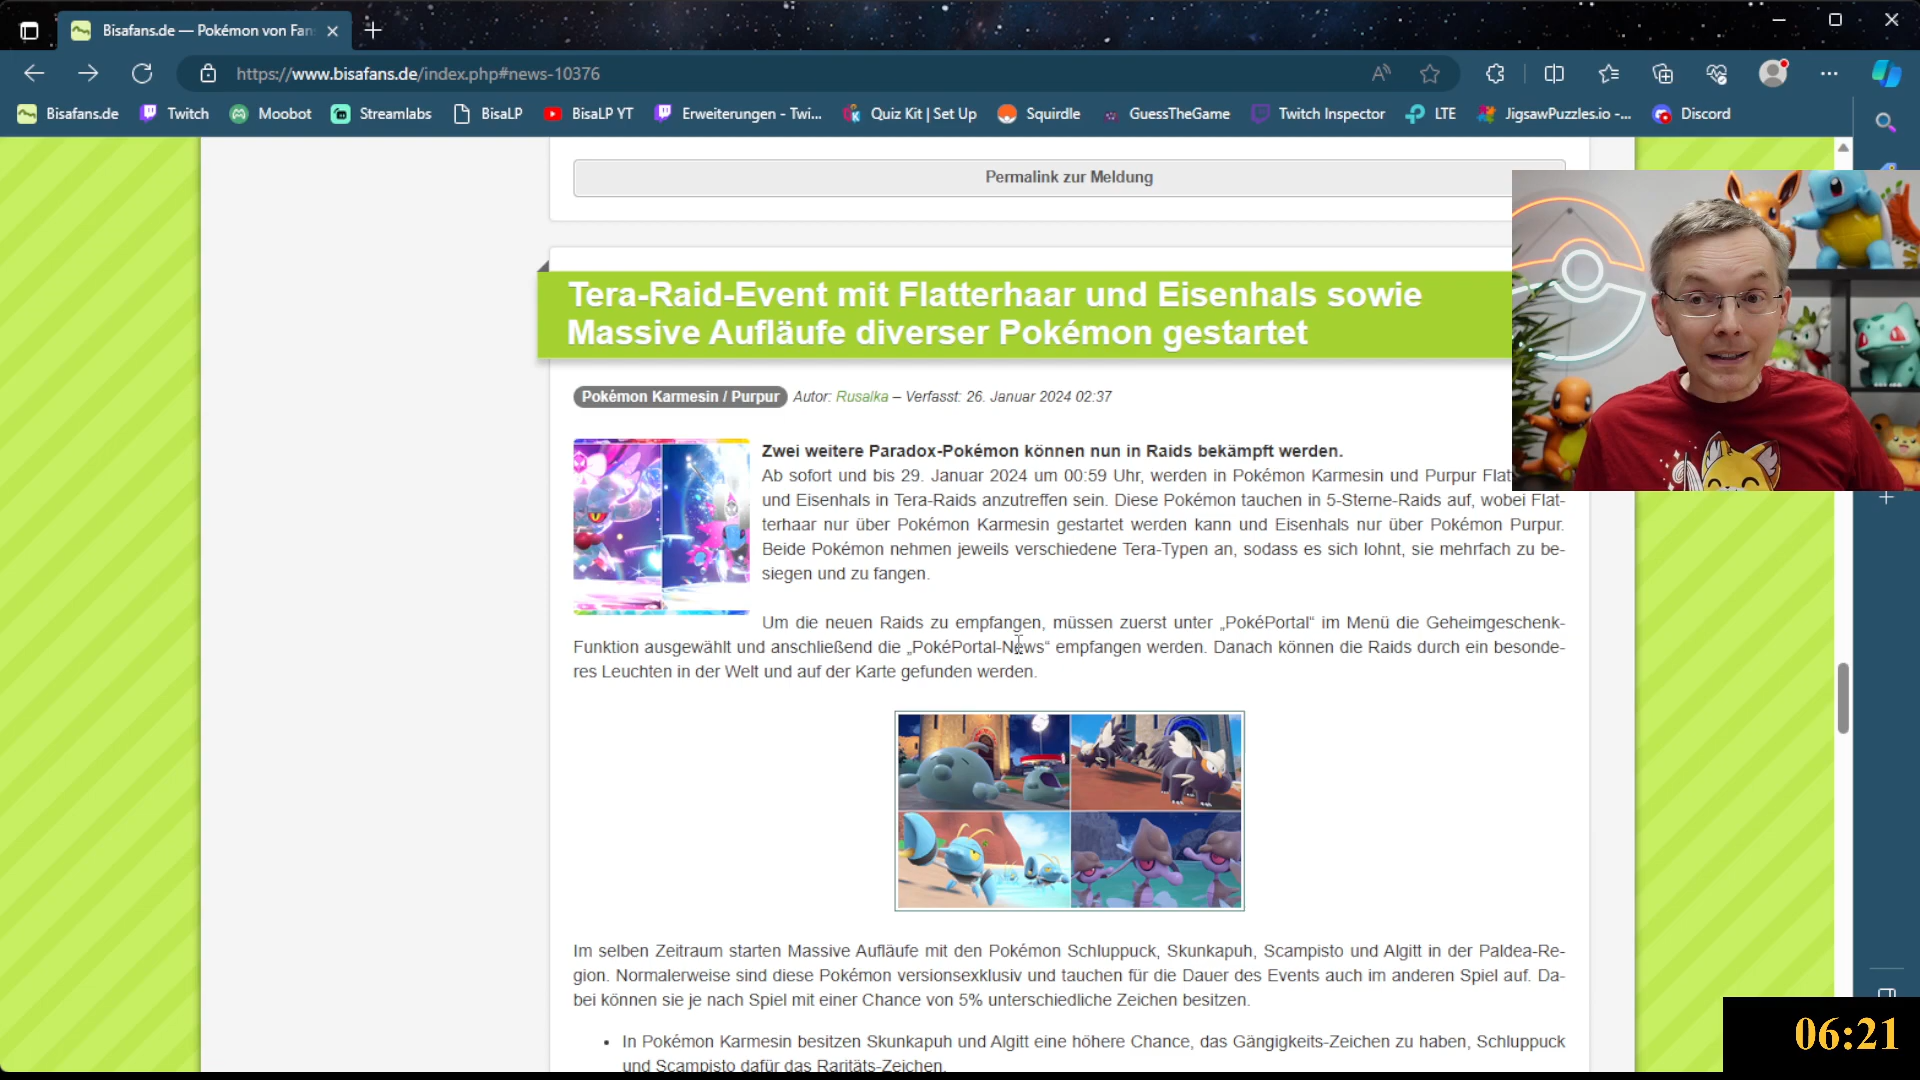 Bisafans.de — Pokémon von Fan
https://www.bisafans.de/index.php#news-10376
Bisafans.de
Twitch
Moobot
Streamlabs
BisaLP
BisaLP YT
Erweiterungen - Twi...
Quiz Kit | Set Up
Squirdle
GuessTheGame
Twitch Inspector
LTE
JigsawPuzzles.io -...
Discord
Permalink zur Meldung
Tera-Raid-Event mit Flatterhaar und Eisenhals sowie
Massive Aufläufe diverser Pokémon gestartet
Pokémon Karmesin / Purpur Autor: Rusalka – Verfasst: 26. Januar 2024 02:37
Zwei weitere Paradox-Pokémon können nun in Raids bekämpft werden.
Ab sofort und bis 29. Januar 2024 um 00:59 Uhr, werden in Pokémon Karmesin und Purpur Flat
und Eisenhals in Tera-Raids anzutreffen sein. Diese Pokémon tauchen in 5-Sterne-Raids auf, wobei Flat-
terhaar nur über Pokémon Karmesin gestartet werden kann und Eisenhals nur über Pokémon Purpur.
Beide Pokémon nehmen jeweils verschiedene Tera-Typen an, sodass es sich lohnt, sie mehrfach zu be-
siegen und zu fangen.
Um die neuen Raids zu empfangen, müssen zuerst unter „PokéPortal“ im Menü die Geheimgeschenk-
Funktion ausgewählt und anschließend die „PokéPortal-News“ empfangen werden. Danach können die Raids durch ein besonde-
res Leuchten in der Welt und auf der Karte gefunden werden.
Im selben Zeitraum starten Massive Aufläufe mit den Pokémon Schluppuck, Skunkapuh, Scampisto und Algitt in der Paldea-Re-
gion. Normalerweise sind diese Pokémon versionsexklusiv und tauchen für die Dauer des Events auch im anderen Spiel auf. Da-
bei können sie je nach Spiel mit einer Chance von 5% unterschiedliche Zeichen besitzen.
• In Pokémon Karmesin besitzen Skunkapuh und Algitt eine höhere Chance, das Gängigkeits-Zeichen zu haben, Schluppuck
und Scampisto dafür das Raritäts-Zeichen.
06:21